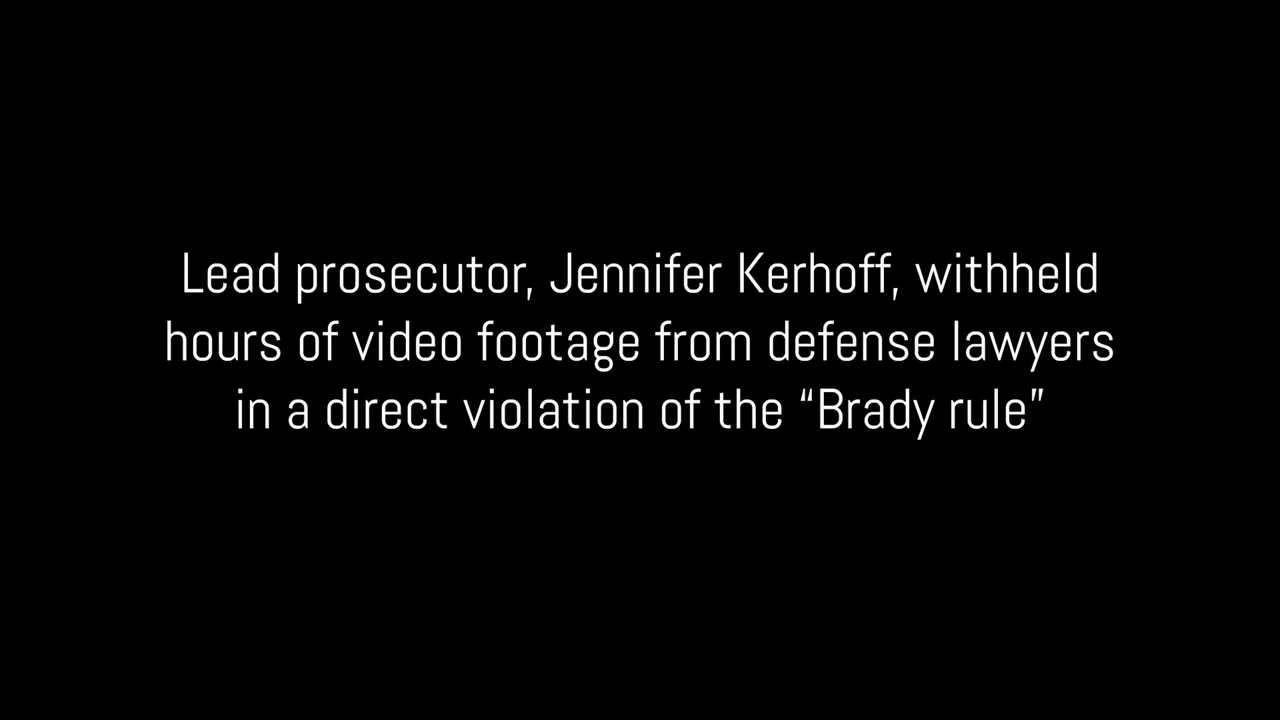 Lead prosecutor, Jennifer Kerhoff, withheld
hours of video footage from defense lawyers
in a direct violation of the “Brady rule”